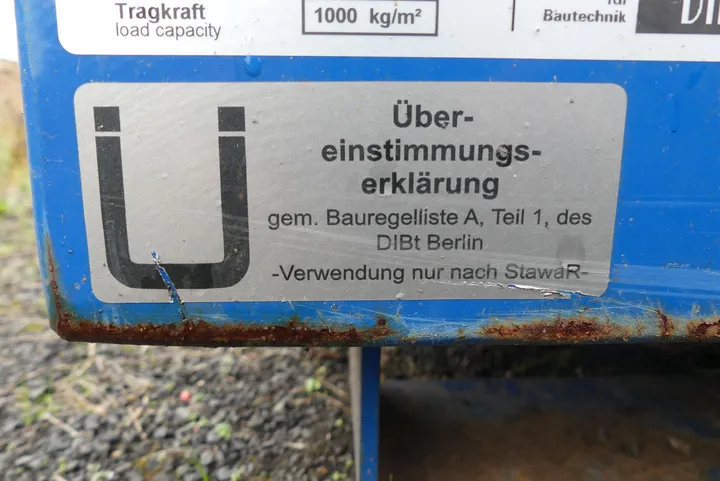 Tragkraft
load capacity
1000 kg/m²
für
Bautechnik
Ü
Über-
einstimmungs-
erklärung
gem. Bauregelliste A, Teil 1, des
DIBt Berlin
-Verwendung nur nach StawaR-